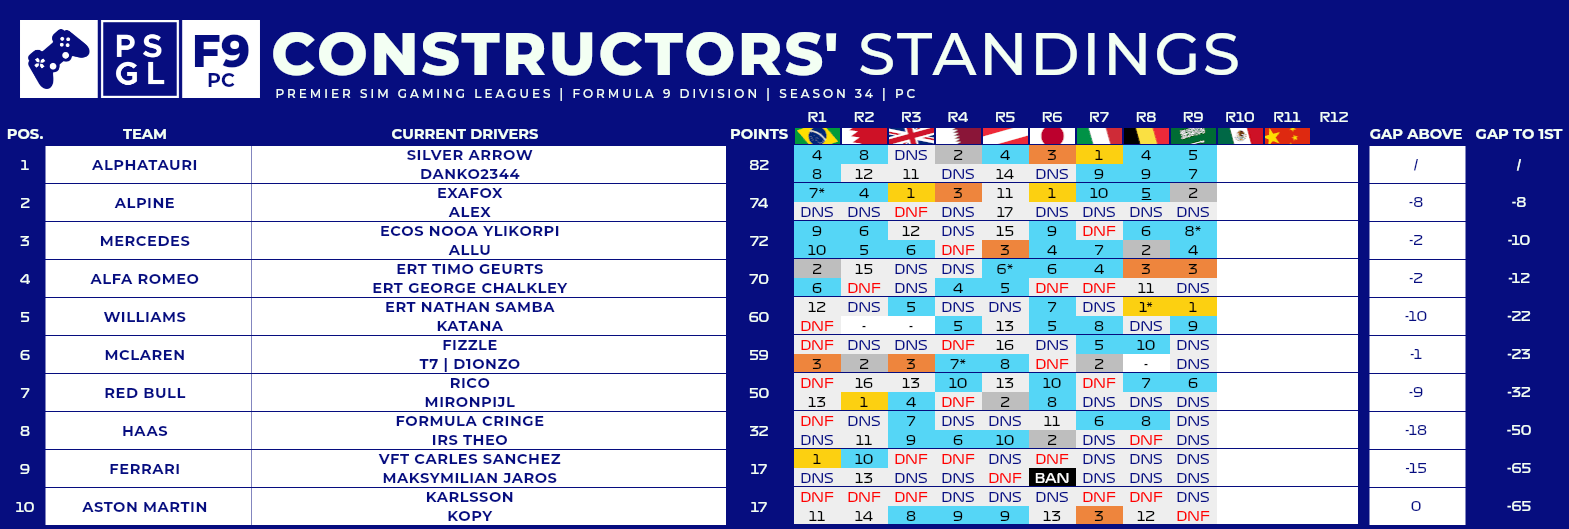 PS GL F9 PC CONSTRUCTORS' STANDINGS
PREMIER SIM GAMING LEAGUES | FORMULA 9 DIVISION | SEASON 34 | PC
R1 R2 R3 R4 R5 R6 R7 R8 R9 R10 R11 R12
POS. TEAM CURRENT DRIVERS POINTS GAP ABOVE GAP TO 1ST
1 ALPHATAURI SILVER ARROW 82 4 8 DNS 2 4 3 1 4 5 / /
DANKO2344 8 12 11 DNS 14 DNS 9 9 7
2 ALPINE EXAFOX 74 7* 4 1 3 11 1 10 5 2 -8 -8
ALEX DNS DNS DNF DNS 17 DNS DNS DNS DNS
3 MERCEDES ECOS NOOA YLIKORPI 72 9 6 12 DNS 15 9 DNF 6 8* -2 -10
ALLU 10 5 6 DNF 3 4 7 2 4
4 ALFA ROMEO ERT TIMO GEURTS 70 2 15 DNS DNS 6* 6 4 3 3 -2 -12
ERT GEORGE CHALKLEY 6 DNF DNS 4 5 DNF DNF 11 DNS
5 WILLIAMS ERT NATHAN SAMBA 60 12 DNS 5 DNS DNS 7 DNS 1* 1 -10 -22
KATANA DNF - - 5 13 5 8 DNS 9
6 MCLAREN FIZZLE 59 DNF DNS DNS DNF 16 DNS 5 10 DNS -1 -23
T7 | D1ONZO 3 2 3 7* 8 DNF 2 - DNS
7 RED BULL RICO 50 DNF 16 13 10 13 10 DNF 7 6 -9 -32
MIRONPIJL 13 1 4 DNF 2 8 DNS DNS DNS
8 HAAS FORMULA CRINGE 32 DNF DNS 7 DNS DNS 11 6 8 DNS -18 -50
IRS THEO DNS 11 9 6 10 2 DNS DNF DNS
9 FERRARI VFT CARLES SANCHEZ 17 1 10 DNF DNF DNS DNF DNS DNS DNS -15 -65
MAKSYMILIAN JAROS DNS 13 DNS DNS DNF BAN DNS DNS DNS
10 ASTON MARTIN KARLSSON 17 DNF DNF DNF DNS DNS DNS DNF DNF DNS 0 -65
KOPY 11 14 8 9 9 13 3 12 DNF